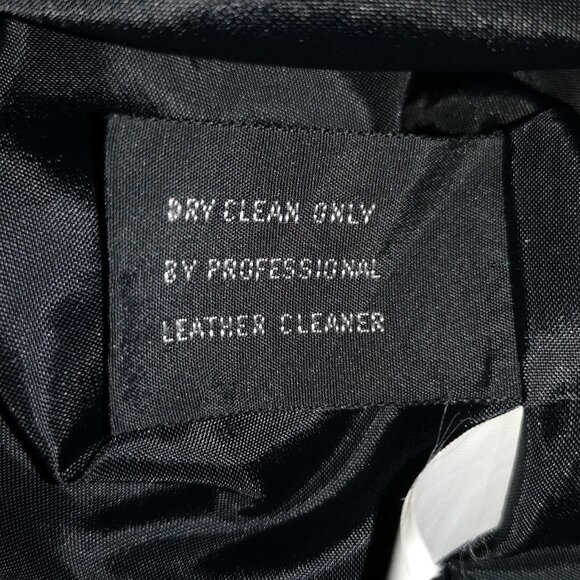 DRY CLEAN ONLY
BY PROFESSIONAL
LEATHER CLEANER